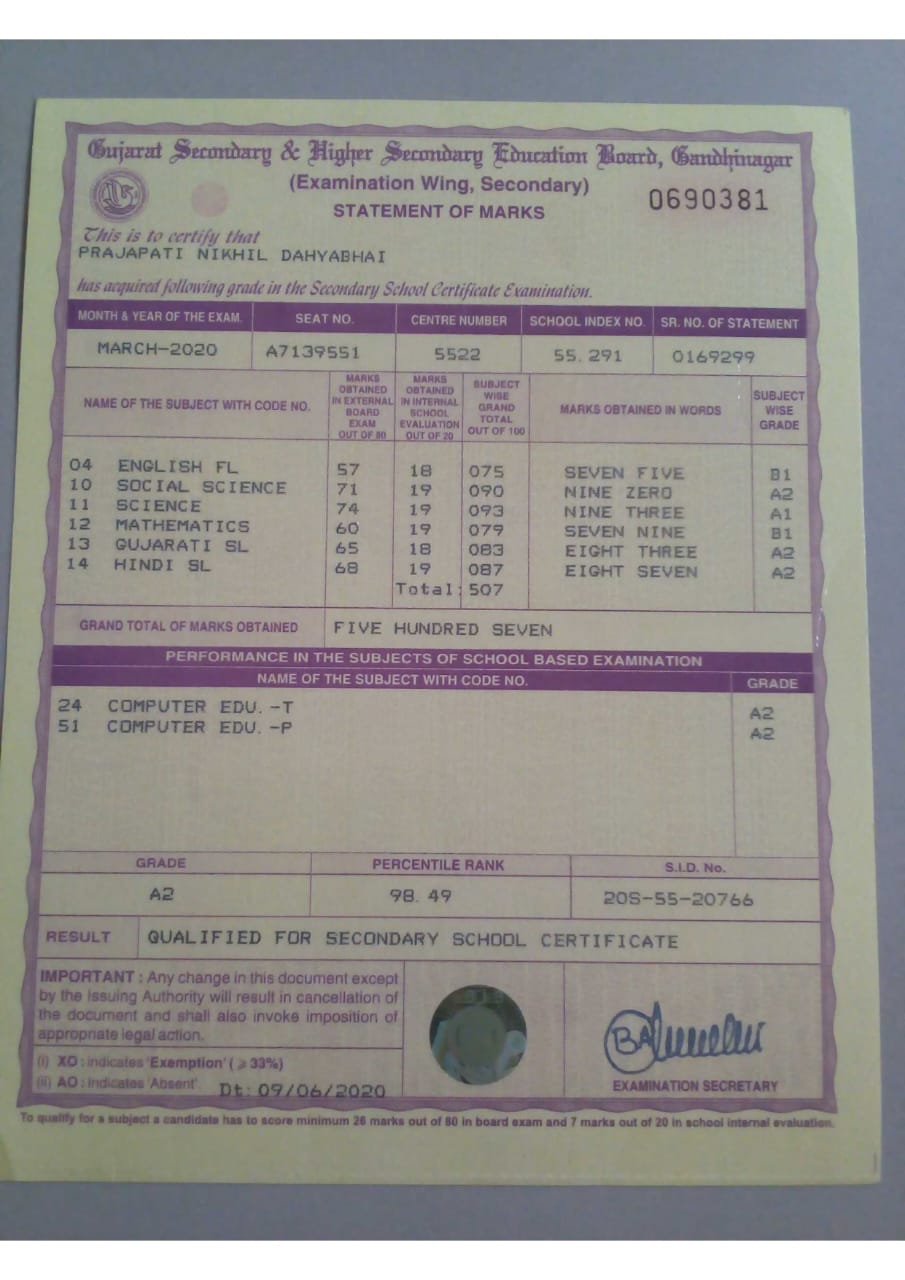 Gujarat Secondary & Higher Secondary Education Board, Gandhinagar
(Examination Wing, Secondary)
0690381
STATEMENT OF MARKS
This is to certify that
PRAJAPATI NIKHIL DAHYABHAI
has acquired following grade in the Secondary School Certificate Examination.
MONTH & YEAR OF THE EXAM. SEAT NO. CENTRE NUMBER SCHOOL INDEX NO. SR. NO. OF STATEMENT
MARCH-2020 A7139551 5522 55.291 0169299
NAME OF THE SUBJECT WITH CODE NO. MARKS OBTAINED IN EXTERNAL BOARD EXAM OUT OF 80 MARKS OBTAINED IN INTERNAL SCHOOL EVALUATION OUT OF 20 SUBJECT WISE GRAND TOTAL OUT OF 100 MARKS OBTAINED IN WORDS SUBJECT WISE GRADE
04 ENGLISH FL 57 18 075 SEVEN FIVE B1
10 SOCIAL SCIENCE 71 19 090 NINE ZERO A2
11 SCIENCE 74 19 093 NINE THREE A1
12 MATHEMATICS 60 19 079 SEVEN NINE B1
13 GUJARATI SL 65 18 083 EIGHT THREE A2
14 HINDI SL 68 19 087 EIGHT SEVEN A2
Total: 507
GRAND TOTAL OF MARKS OBTAINED FIVE HUNDRED SEVEN
PERFORMANCE IN THE SUBJECTS OF SCHOOL BASED EXAMINATION
NAME OF THE SUBJECT WITH CODE NO. GRADE
24 COMPUTER EDU. -T A2
51 COMPUTER EDU. -P A2
GRADE PERCENTILE RANK S.I.D. No.
A2 98.49 20S-55-20766
RESULT QUALIFIED FOR SECONDARY SCHOOL CERTIFICATE
IMPORTANT : Any change in this document except
by the Issuing Authority will result in cancellation of
the document and shall also invoke imposition of
appropriate legal action.
(i) XO : indicates 'Exemption' ( ⩾ 33%)
(ii) AO : indicates 'Absent'.
Dt: 09/06/2020
EXAMINATION SECRETARY
To qualify for a subject a candidate has to score minimum 26 marks out of 80 in board exam and 7 marks out of 20 in school internal evaluation.